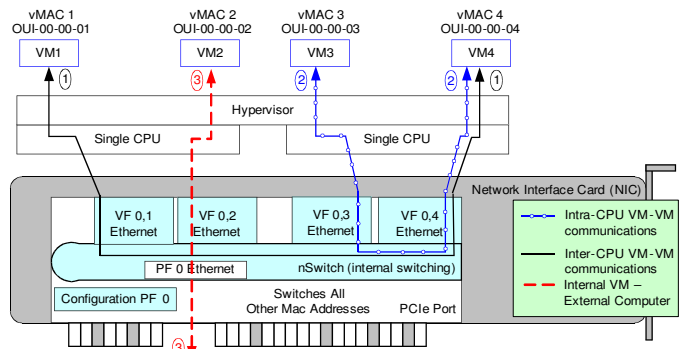 vMAC 1 vMAC 2 vMAC 3 vMAC 4
OUI-00-00-01 OUI-00-00-02 OUI-00-00-03 OUI-00-00-04
VM1 VM2 VM3 VM4
1 3 2 2 1
Hypervisor
Single CPU Single CPU
Network Interface Card (NIC)
VF 0,1 VF 0,2 VF 0,3 VF 0,4
Ethernet Ethernet Ethernet Ethernet
Intra-CPU VM-VM
communications
Inter-CPU VM-VM
communications
Internal VM –
External Computer
PF 0 Ethernet nSwitch (internal switching)
Configuration PF 0
Switches All
Other Mac Addresses
PCIe Port
3